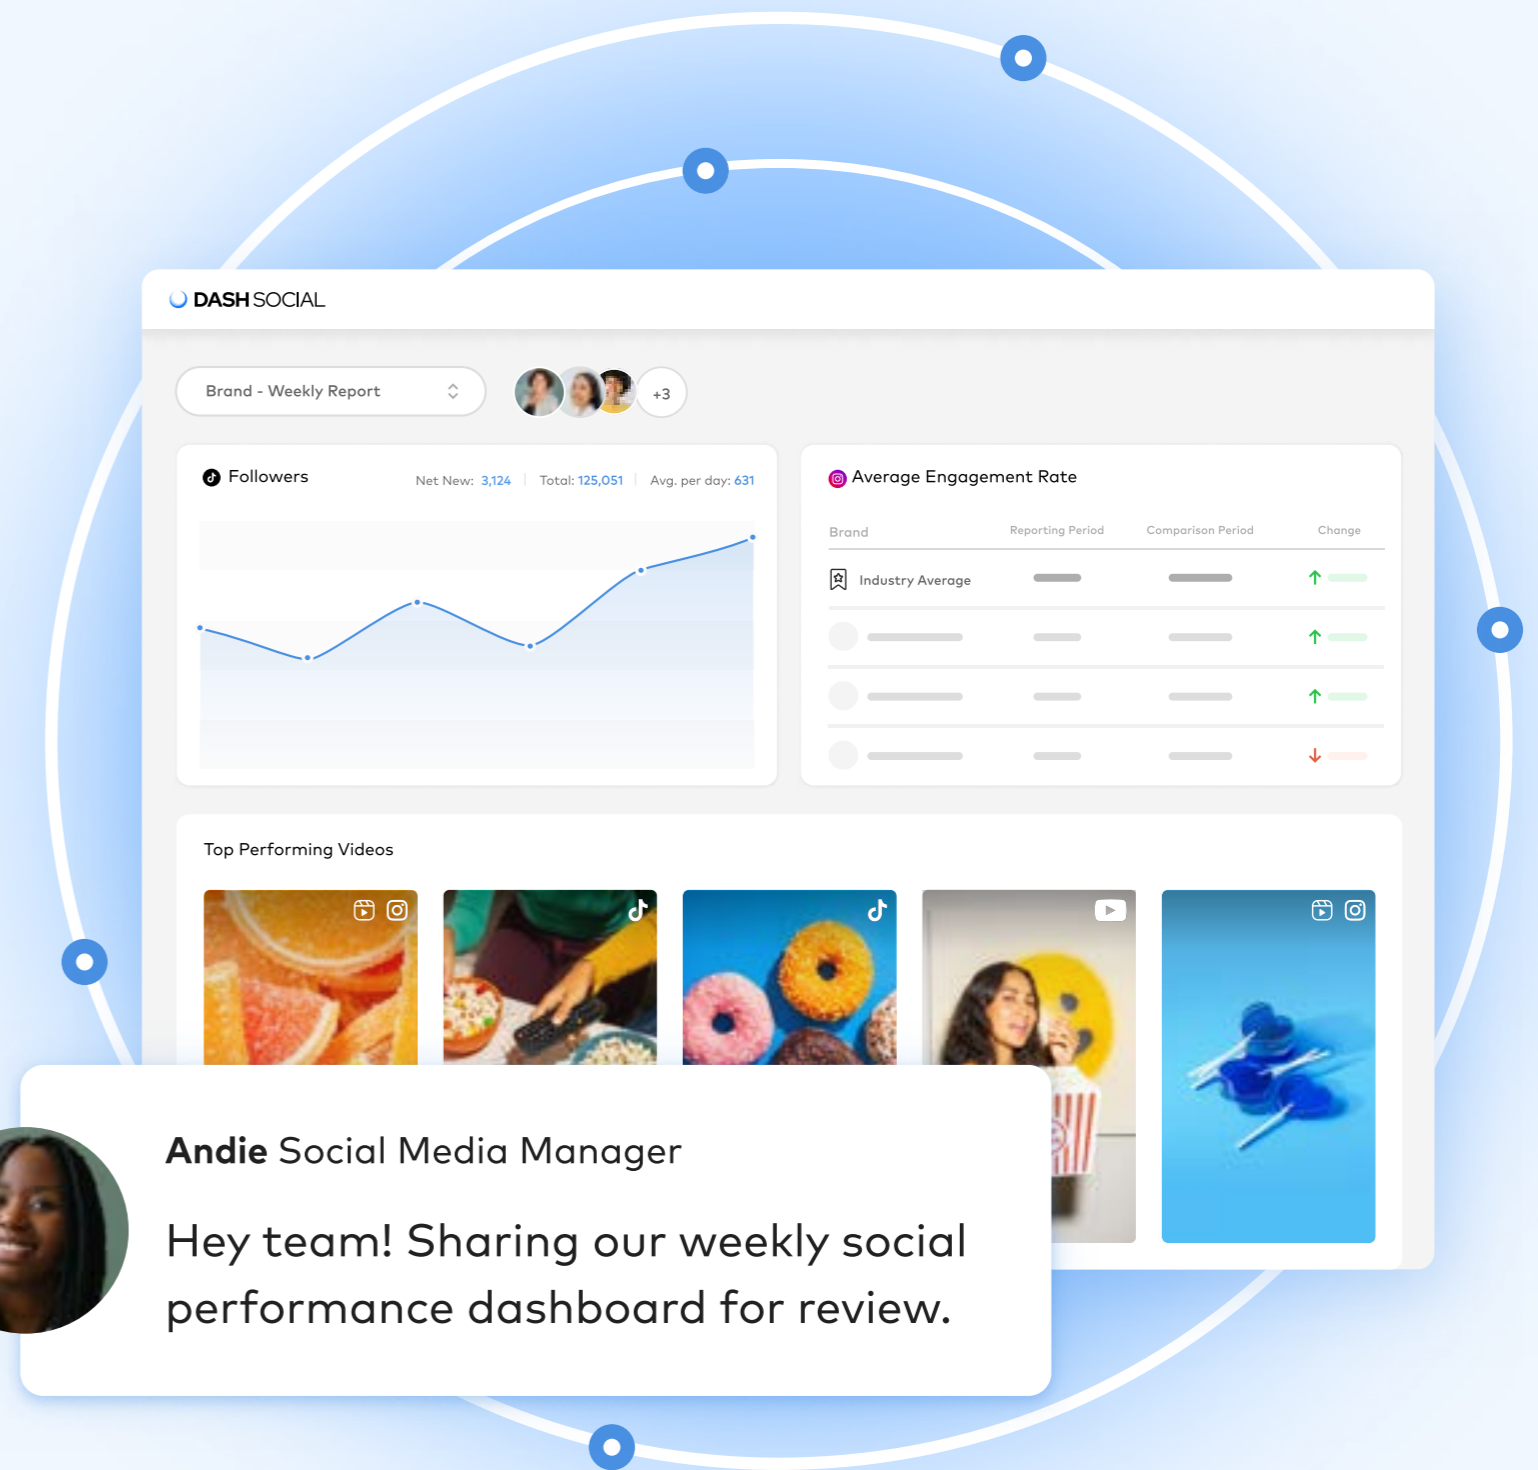 DASH SOCIAL
Brand - Weekly Report
+3
Followers
Net New: 3,124
Total: 125,051
Avg. per day: 631
Average Engagement Rate
Brand
Reporting Period
Comparison Period
Change
Industry Average
Top Performing Videos
Andie Social Media Manager
Hey team! Sharing our weekly social
performance dashboard for review.